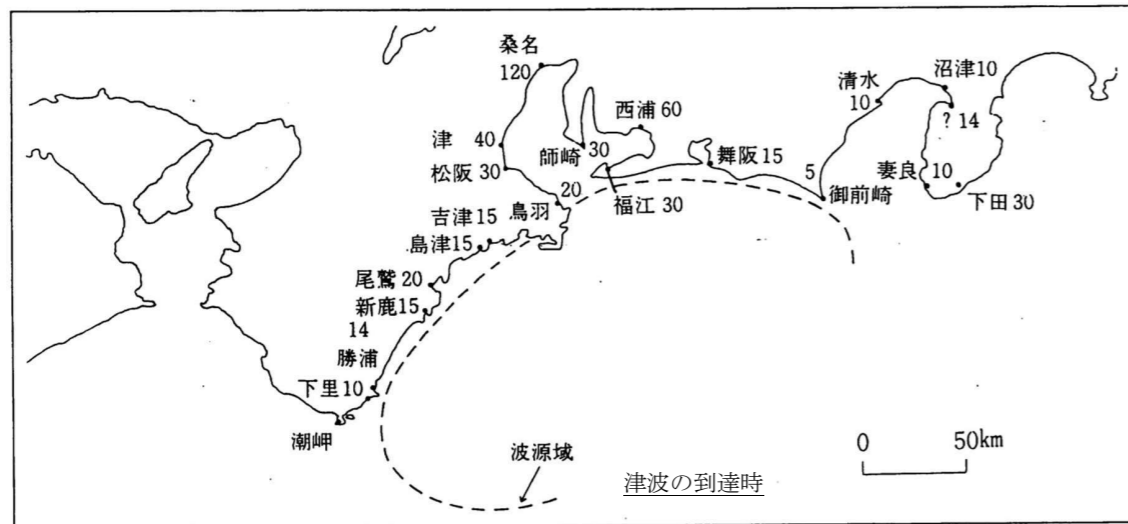 桑名
120
清水
10
沼津10
? 14
西浦 60
津 40
師崎 30
舞阪 15
松阪 30
妻良 10
5
御前崎
下田 30
20
鳥羽
福江 30
吉津 15
島津15
尾鷲 20
新鹿15
14
勝浦
下里 10
潮岬
波源域
0 50km
津波の到達時